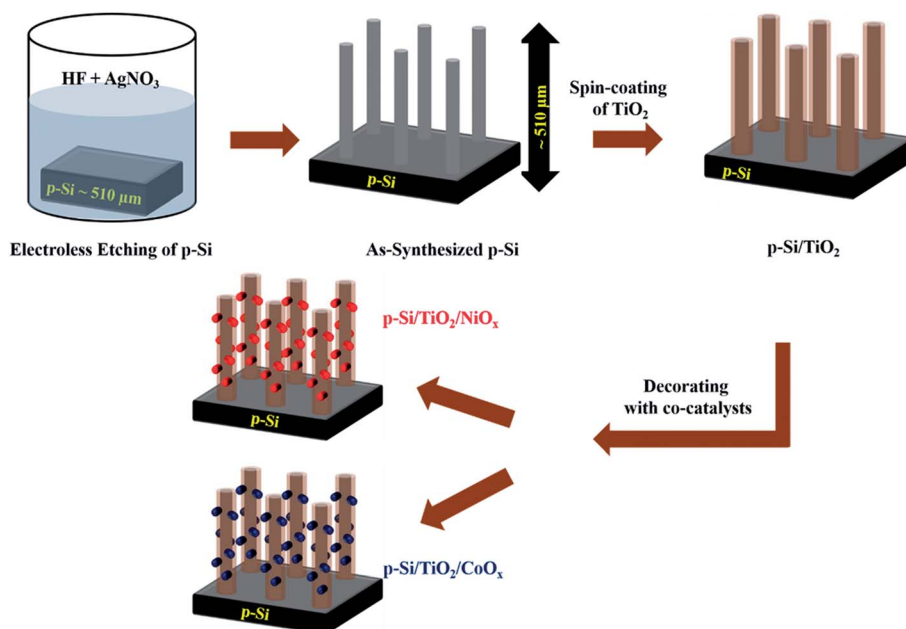 HF + AgNO₃
p-Si ~ 510 µm
Electroless Etching of p-Si
p-Si
~ 510 µm
As-Synthesized p-Si
Spin-coating
of TiO₂
p-Si
p-Si/TiO₂
Decorating
with co-catalysts
p-Si/TiO₂/NiOₓ
p-Si
p-Si/TiO₂/CoOₓ
p-Si